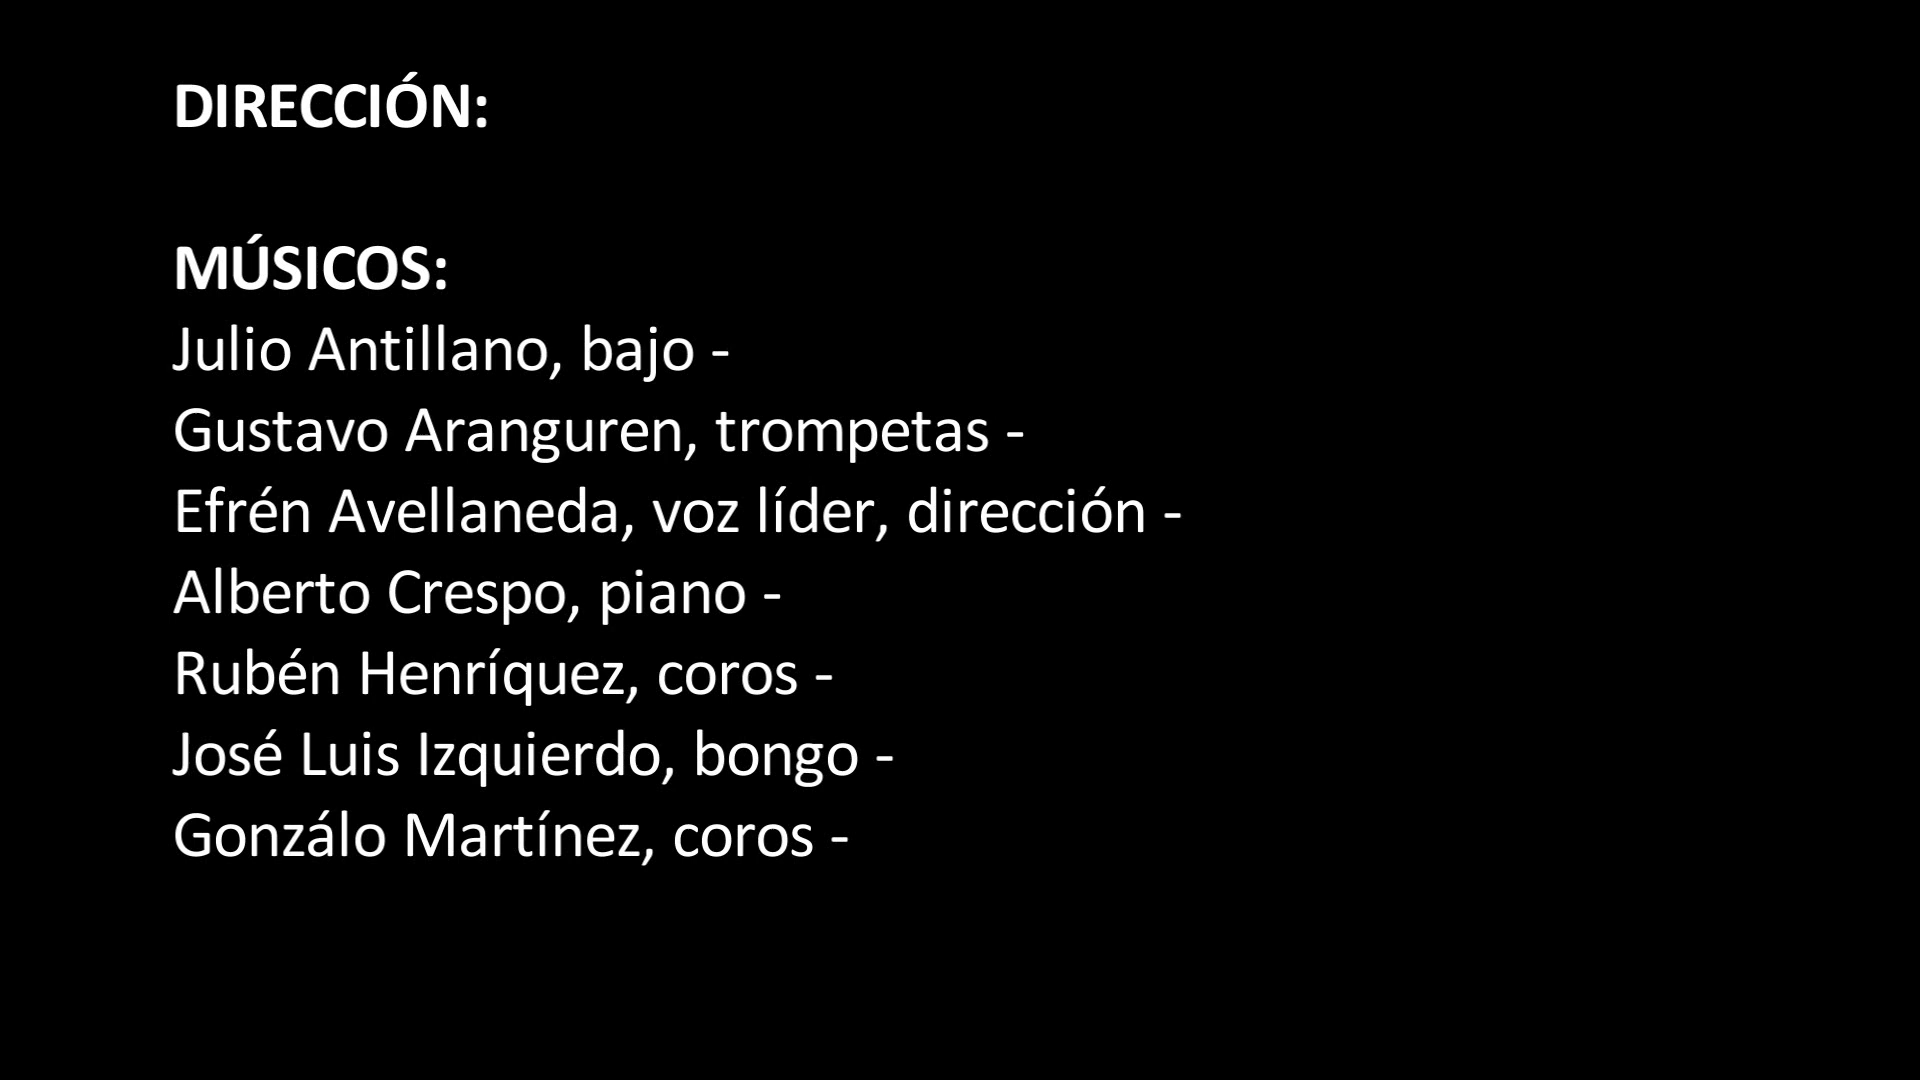 DIRECCIÓN:
MÚSICOS:
Julio Antillano, bajo -
Gustavo Aranguren, trompetas -
Efrén Avellaneda, voz líder, dirección -
Alberto Crespo, piano -
Rubén Henríquez, coros -
José Luis Izquierdo, bongo -
Gonzálo Martínez, coros -